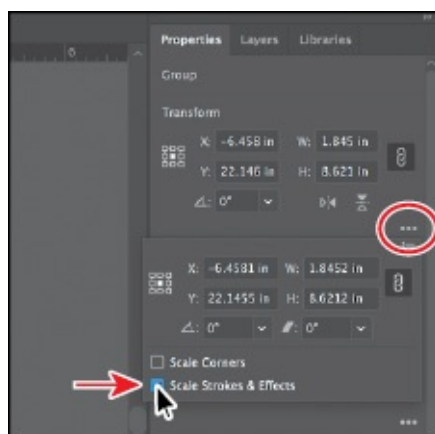 6
Properties Layers Libraries
Group
Transform
X: -6.458 in W: 1.845 in
Y: 22.146 in H: 8.621 in
0°
X: -6.4581 in W: 1.8452 in
Y: 22.1455 in H: 8.6212 in
0° 0°
Scale Corners
Scale Strokes & Effects